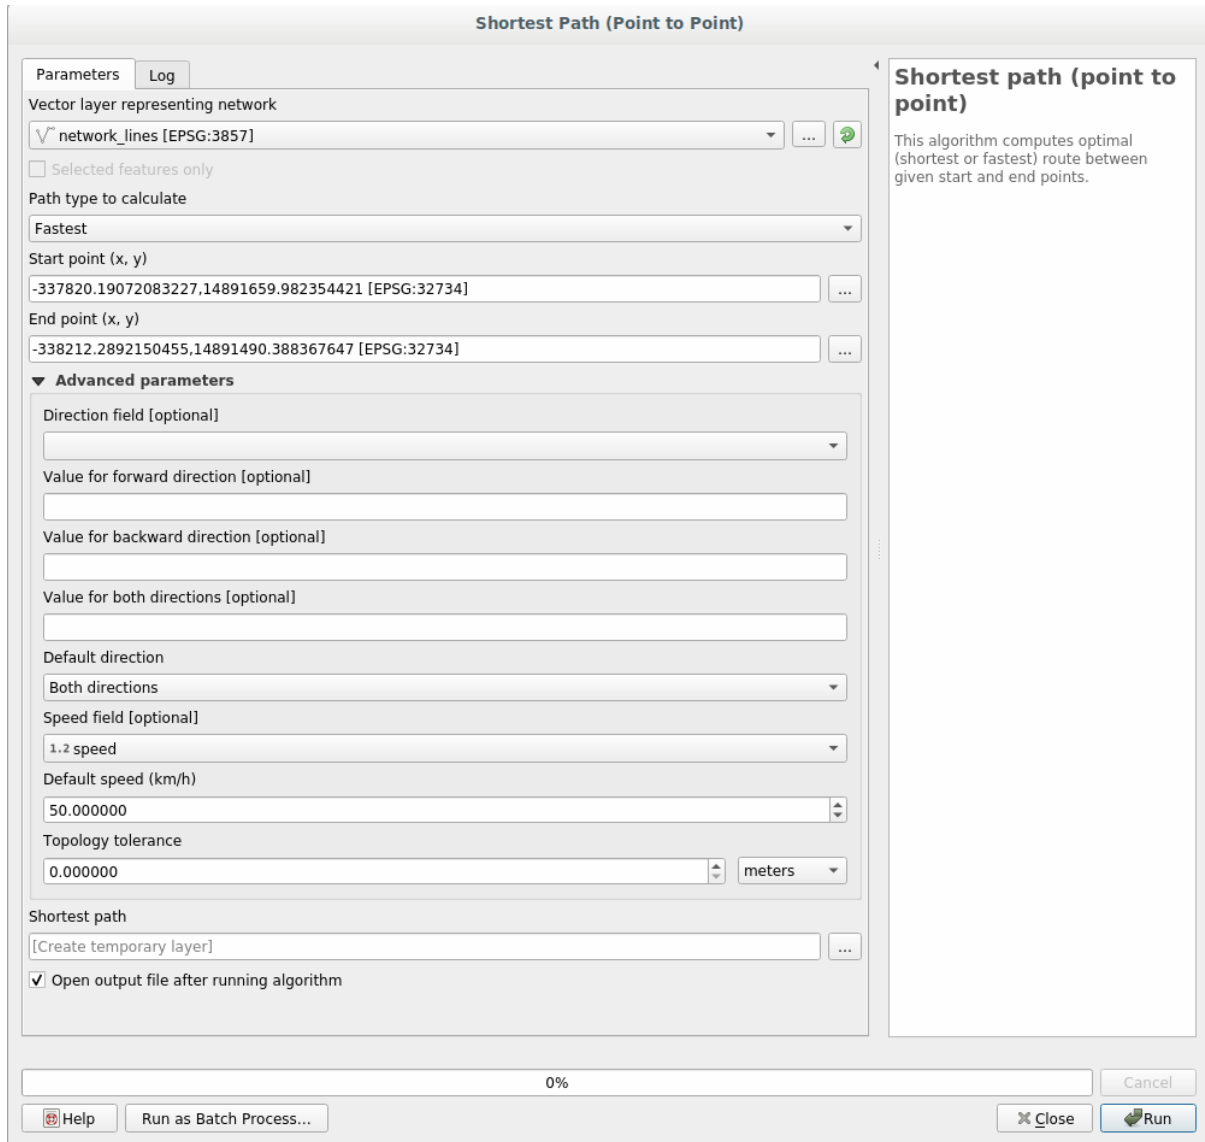 Shortest Path (Point to Point)
Parameters
Log
Vector layer representing network
network_lines [EPSG:3857]
...
Selected features only
Path type to calculate
Fastest
Start point (x, y)
-337820.19072083227,14891659.982354421 [EPSG:32734]
...
End point (x, y)
-338212.2892150455,14891490.388367647 [EPSG:32734]
...
Advanced parameters
Direction field [optional]
Value for forward direction [optional]
Value for backward direction [optional]
Value for both directions [optional]
Default direction
Both directions
Speed field [optional]
1.2 speed
Default speed (km/h)
50.000000
Topology tolerance
0.000000
meters
Shortest path
[Create temporary layer]
...
Open output file after running algorithm
Shortest path (point to
point)
This algorithm computes optimal
(shortest or fastest) route between
given start and end points.
0%
Cancel
Help
Run as Batch Process...
Close
Run